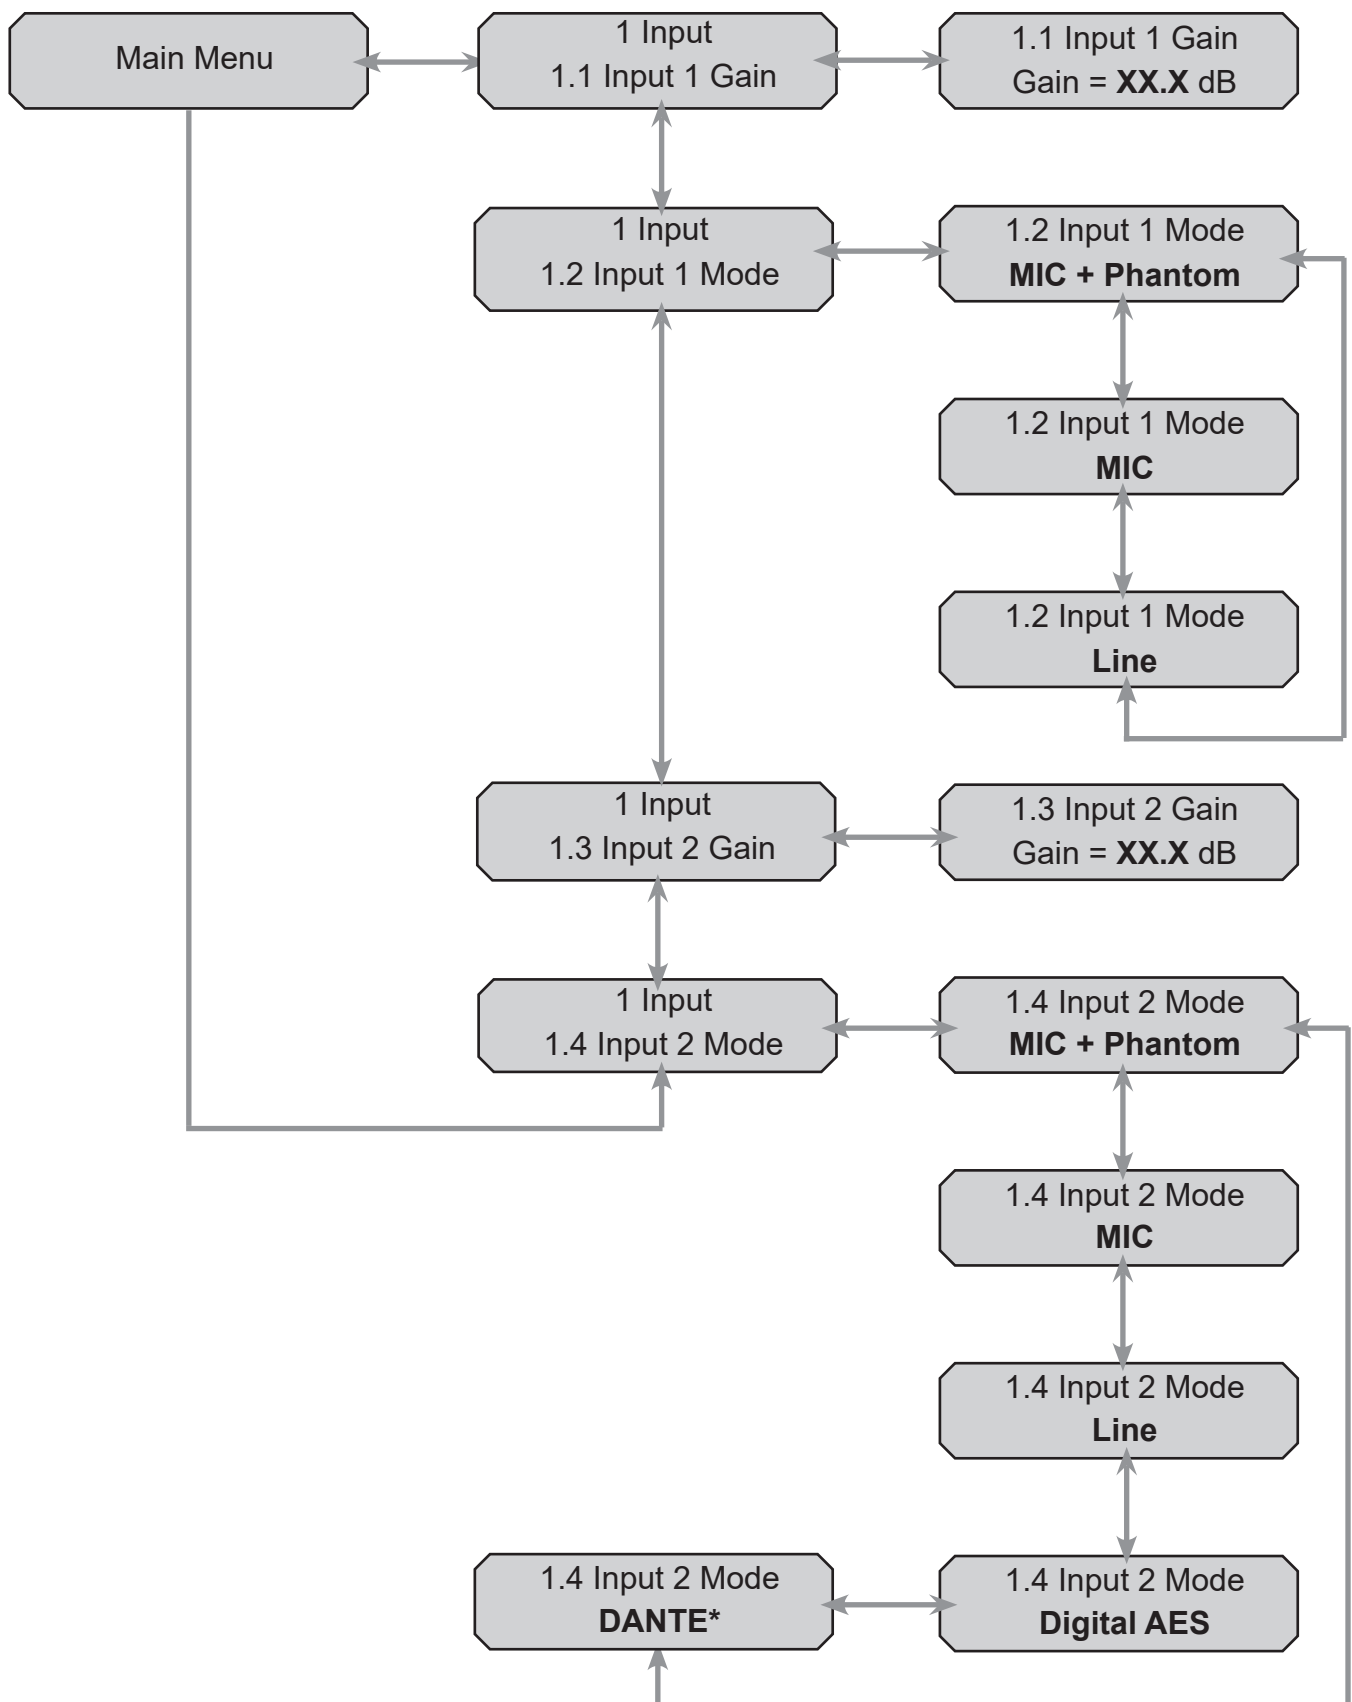 Main Menu
1 Input
1.1 Input 1 Gain
1.1 Input 1 Gain
Gain = XX.X dB
1 Input
1.2 Input 1 Mode
1.2 Input 1 Mode
MIC + Phantom
1.2 Input 1 Mode
MIC
1.2 Input 1 Mode
Line
1 Input
1.3 Input 2 Gain
1.3 Input 2 Gain
Gain = XX.X dB
1 Input
1.4 Input 2 Mode
1.4 Input 2 Mode
MIC + Phantom
1.4 Input 2 Mode
MIC
1.4 Input 2 Mode
Line
1.4 Input 2 Mode
DANTE*
1.4 Input 2 Mode
Digital AES